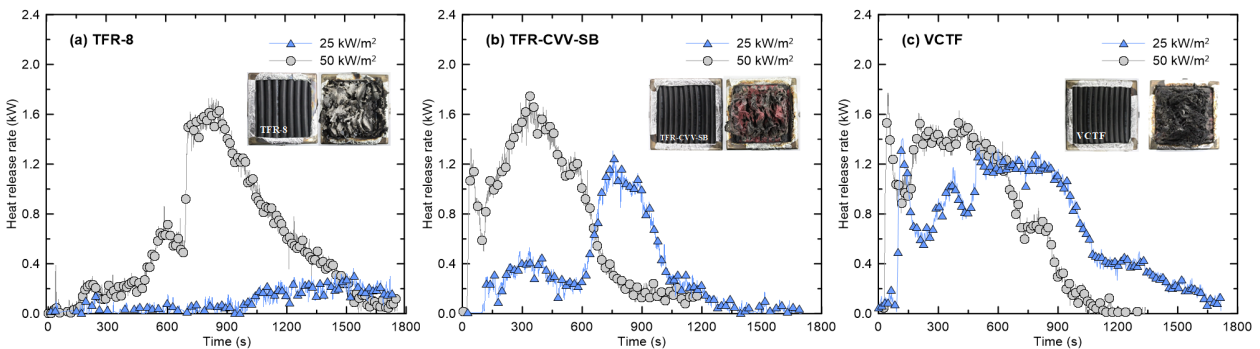 (a) TFR-8
25 kW/m²
50 kW/m²
TFR-8
Heat release rate (kW)
2.4
2.0
1.6
1.2
0.8
0.4
0.0
0 300 600 900 1200 1500 1800
Time (s)
(b) TFR-CVV-SB
25 kW/m²
50 kW/m²
TFR-CVV-SB
Heat release rate (kW)
2.4
2.0
1.6
1.2
0.8
0.4
0.0
0 300 600 900 1200 1500 1800
Time (s)
(c) VCTF
25 kW/m²
50 kW/m²
VCTF
Heat release rate (kW)
2.4
2.0
1.6
1.2
0.8
0.4
0.0
0 300 600 900 1200 1500 1800
Time (s)